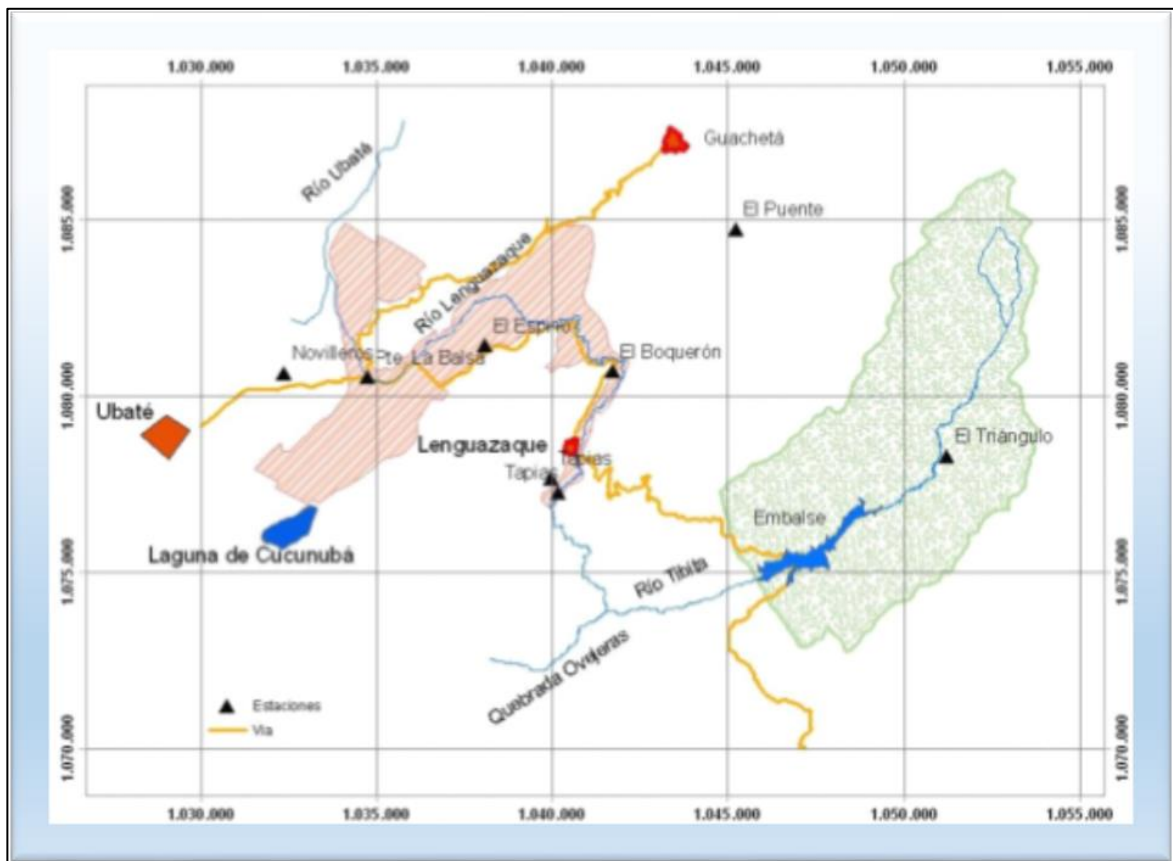 1.030.000 1.035.000 1.040.000 1.045.000 1.050.000 1.055.000
Guachetá
Río Ubaté
El Puente
1.085.000 1.085.000
Río Lenguazaque
El Espino
Novilleros Pte La Balsa
El Boquerón
1.080.000 1.080.000
Ubaté
Lenguazaque
El Triángulo
Tapias
Tapias
Embalse
Laguna de Cucunubá
1.075.000 1.075.000
Río Tibita
Quebrada Ovejeras
Estaciones
Vía
1.070.000 1.070.000
1.030.000 1.035.000 1.040.000 1.045.000 1.050.000 1.055.000